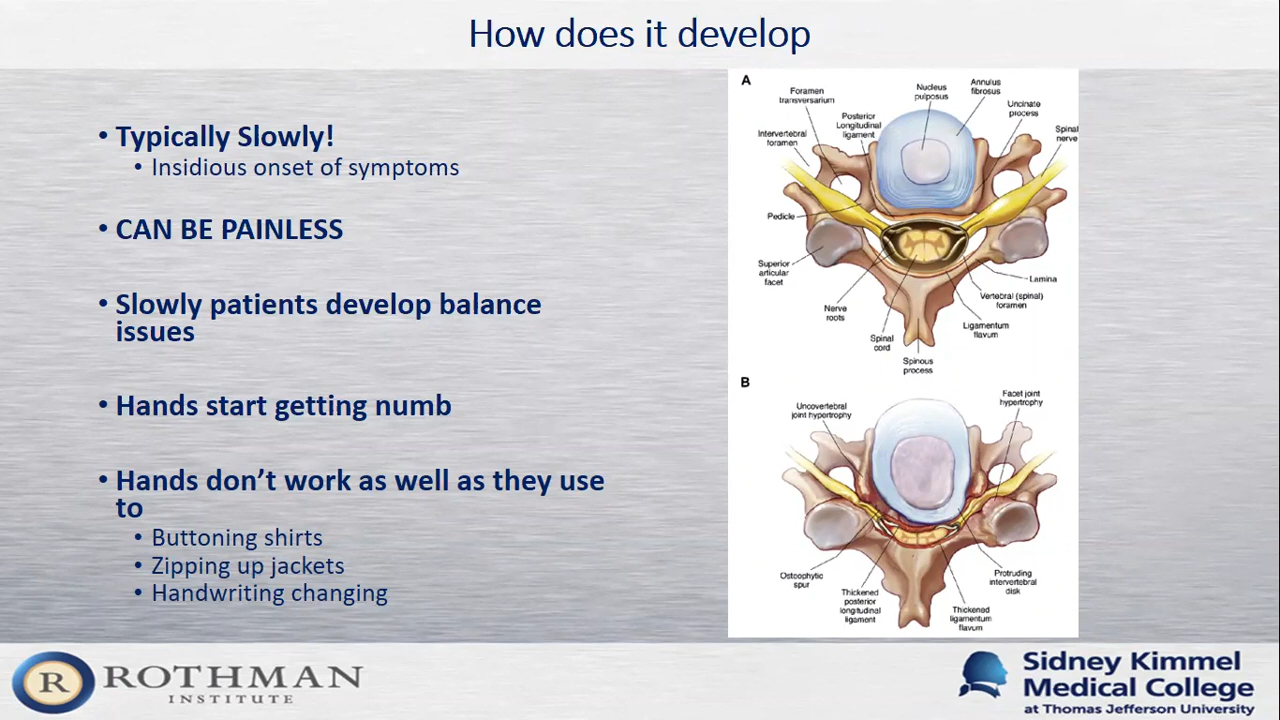 How does it develop
• Typically Slowly!
• Insidious onset of symptoms
• CAN BE PAINLESS
• Slowly patients develop balance
issues
• Hands start getting numb
• Hands don’t work as well as they use
to
• Buttoning shirts
• Zipping up jackets
• Handwriting changing
A
Foramen
transversarium
Nucleus
pulposus
Annulus
fibrosus
Uncinate
process
Posterior
Longitudinal
ligament
Intervertebral
foramen
Spinal
nerve
Pedicle
Superior
articular
facet
Lamina
Vertebral (spinal)
foramen
Nerve
roots
Ligamentum
flavum
Spinal
cord
Spinous
process
B
Uncovertebral
joint hypertrophy
Facet joint
hypertrophy
Osteophytic
spur
Protruding
intervertebral
disk
Thickened
posterior
longitudinal
ligament
Thickened
ligamentum
flavum
R
ROTHMAN
INSTITUTE
Sidney Kimmel
Medical College
at Thomas Jefferson University